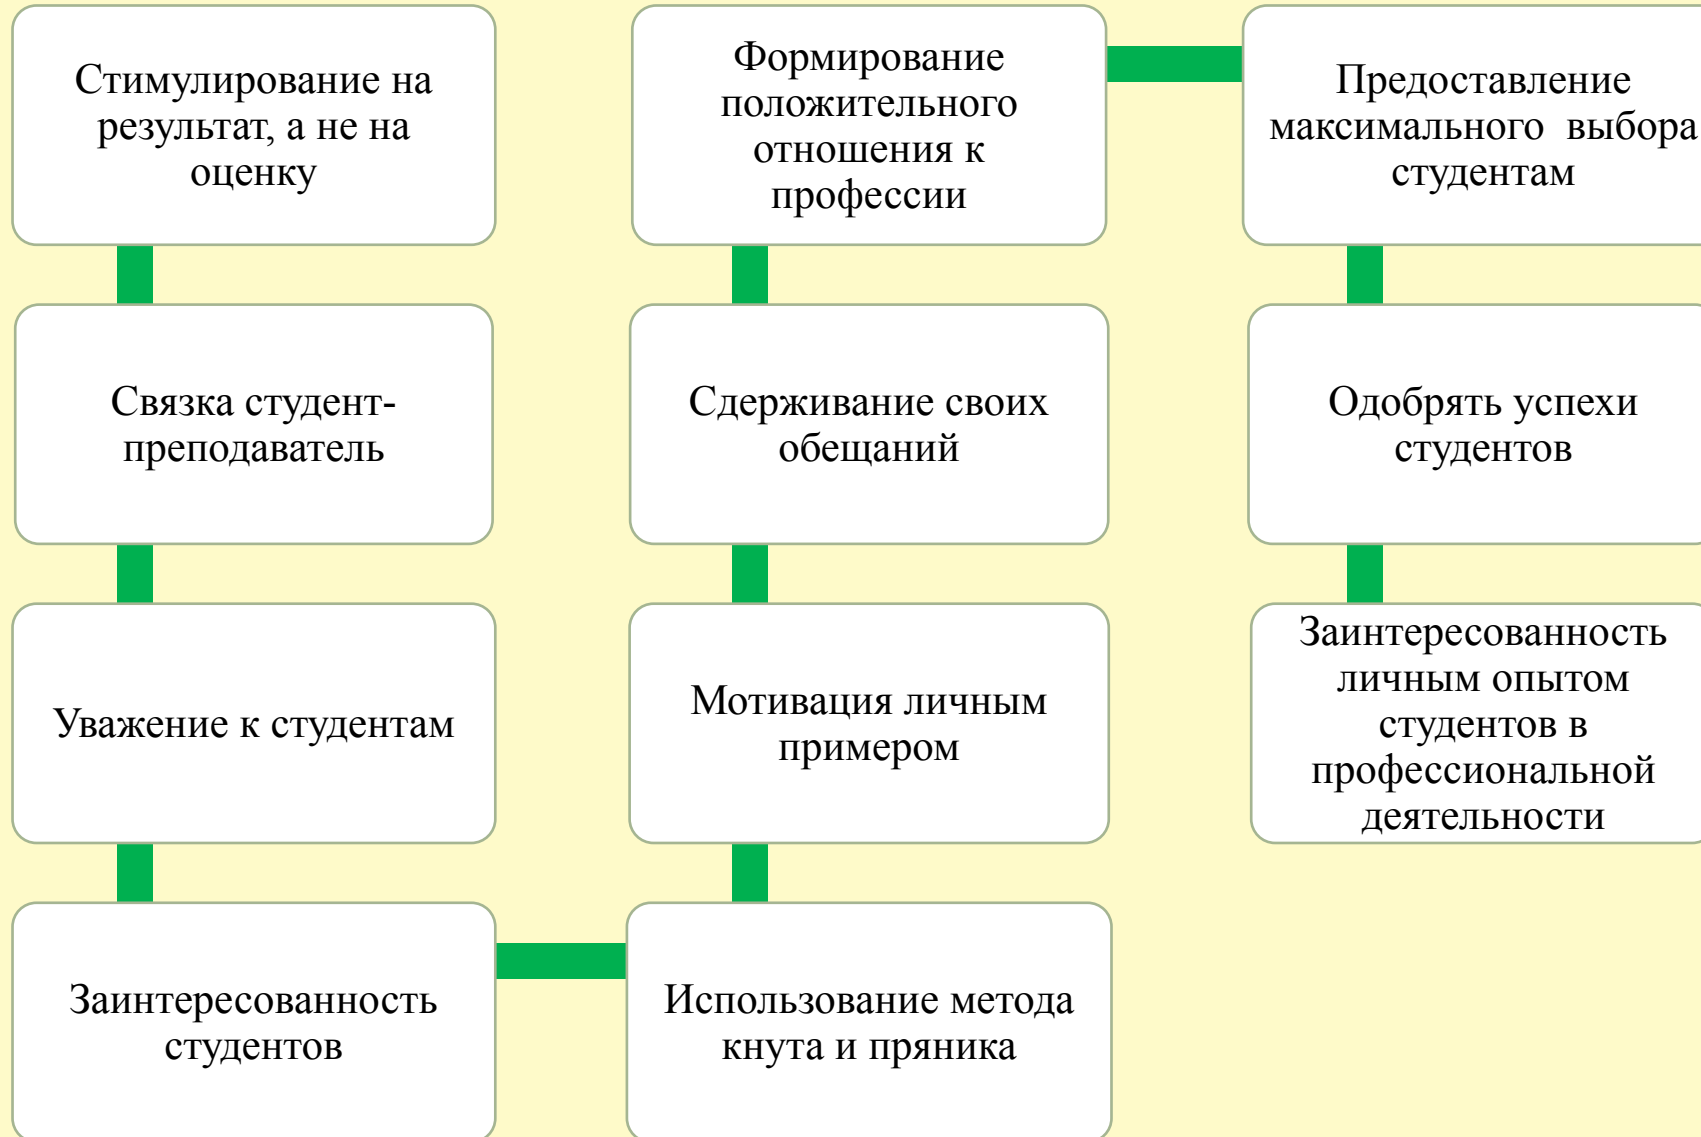 Стимулирование на
результат, а не на
оценку
Связка студент-
преподаватель
Уважение к студентам
Заинтересованность
студентов
Использование метода
кнута и пряника
Мотивация личным
примером
Сдерживание своих
обещаний
Формирование
положительного
отношения к
профессии
Предоставление
максимального выбора
студентам
Одобрять успехи
студентов
Заинтересованность
личным опытом
студентов в
профессиональной
деятельности